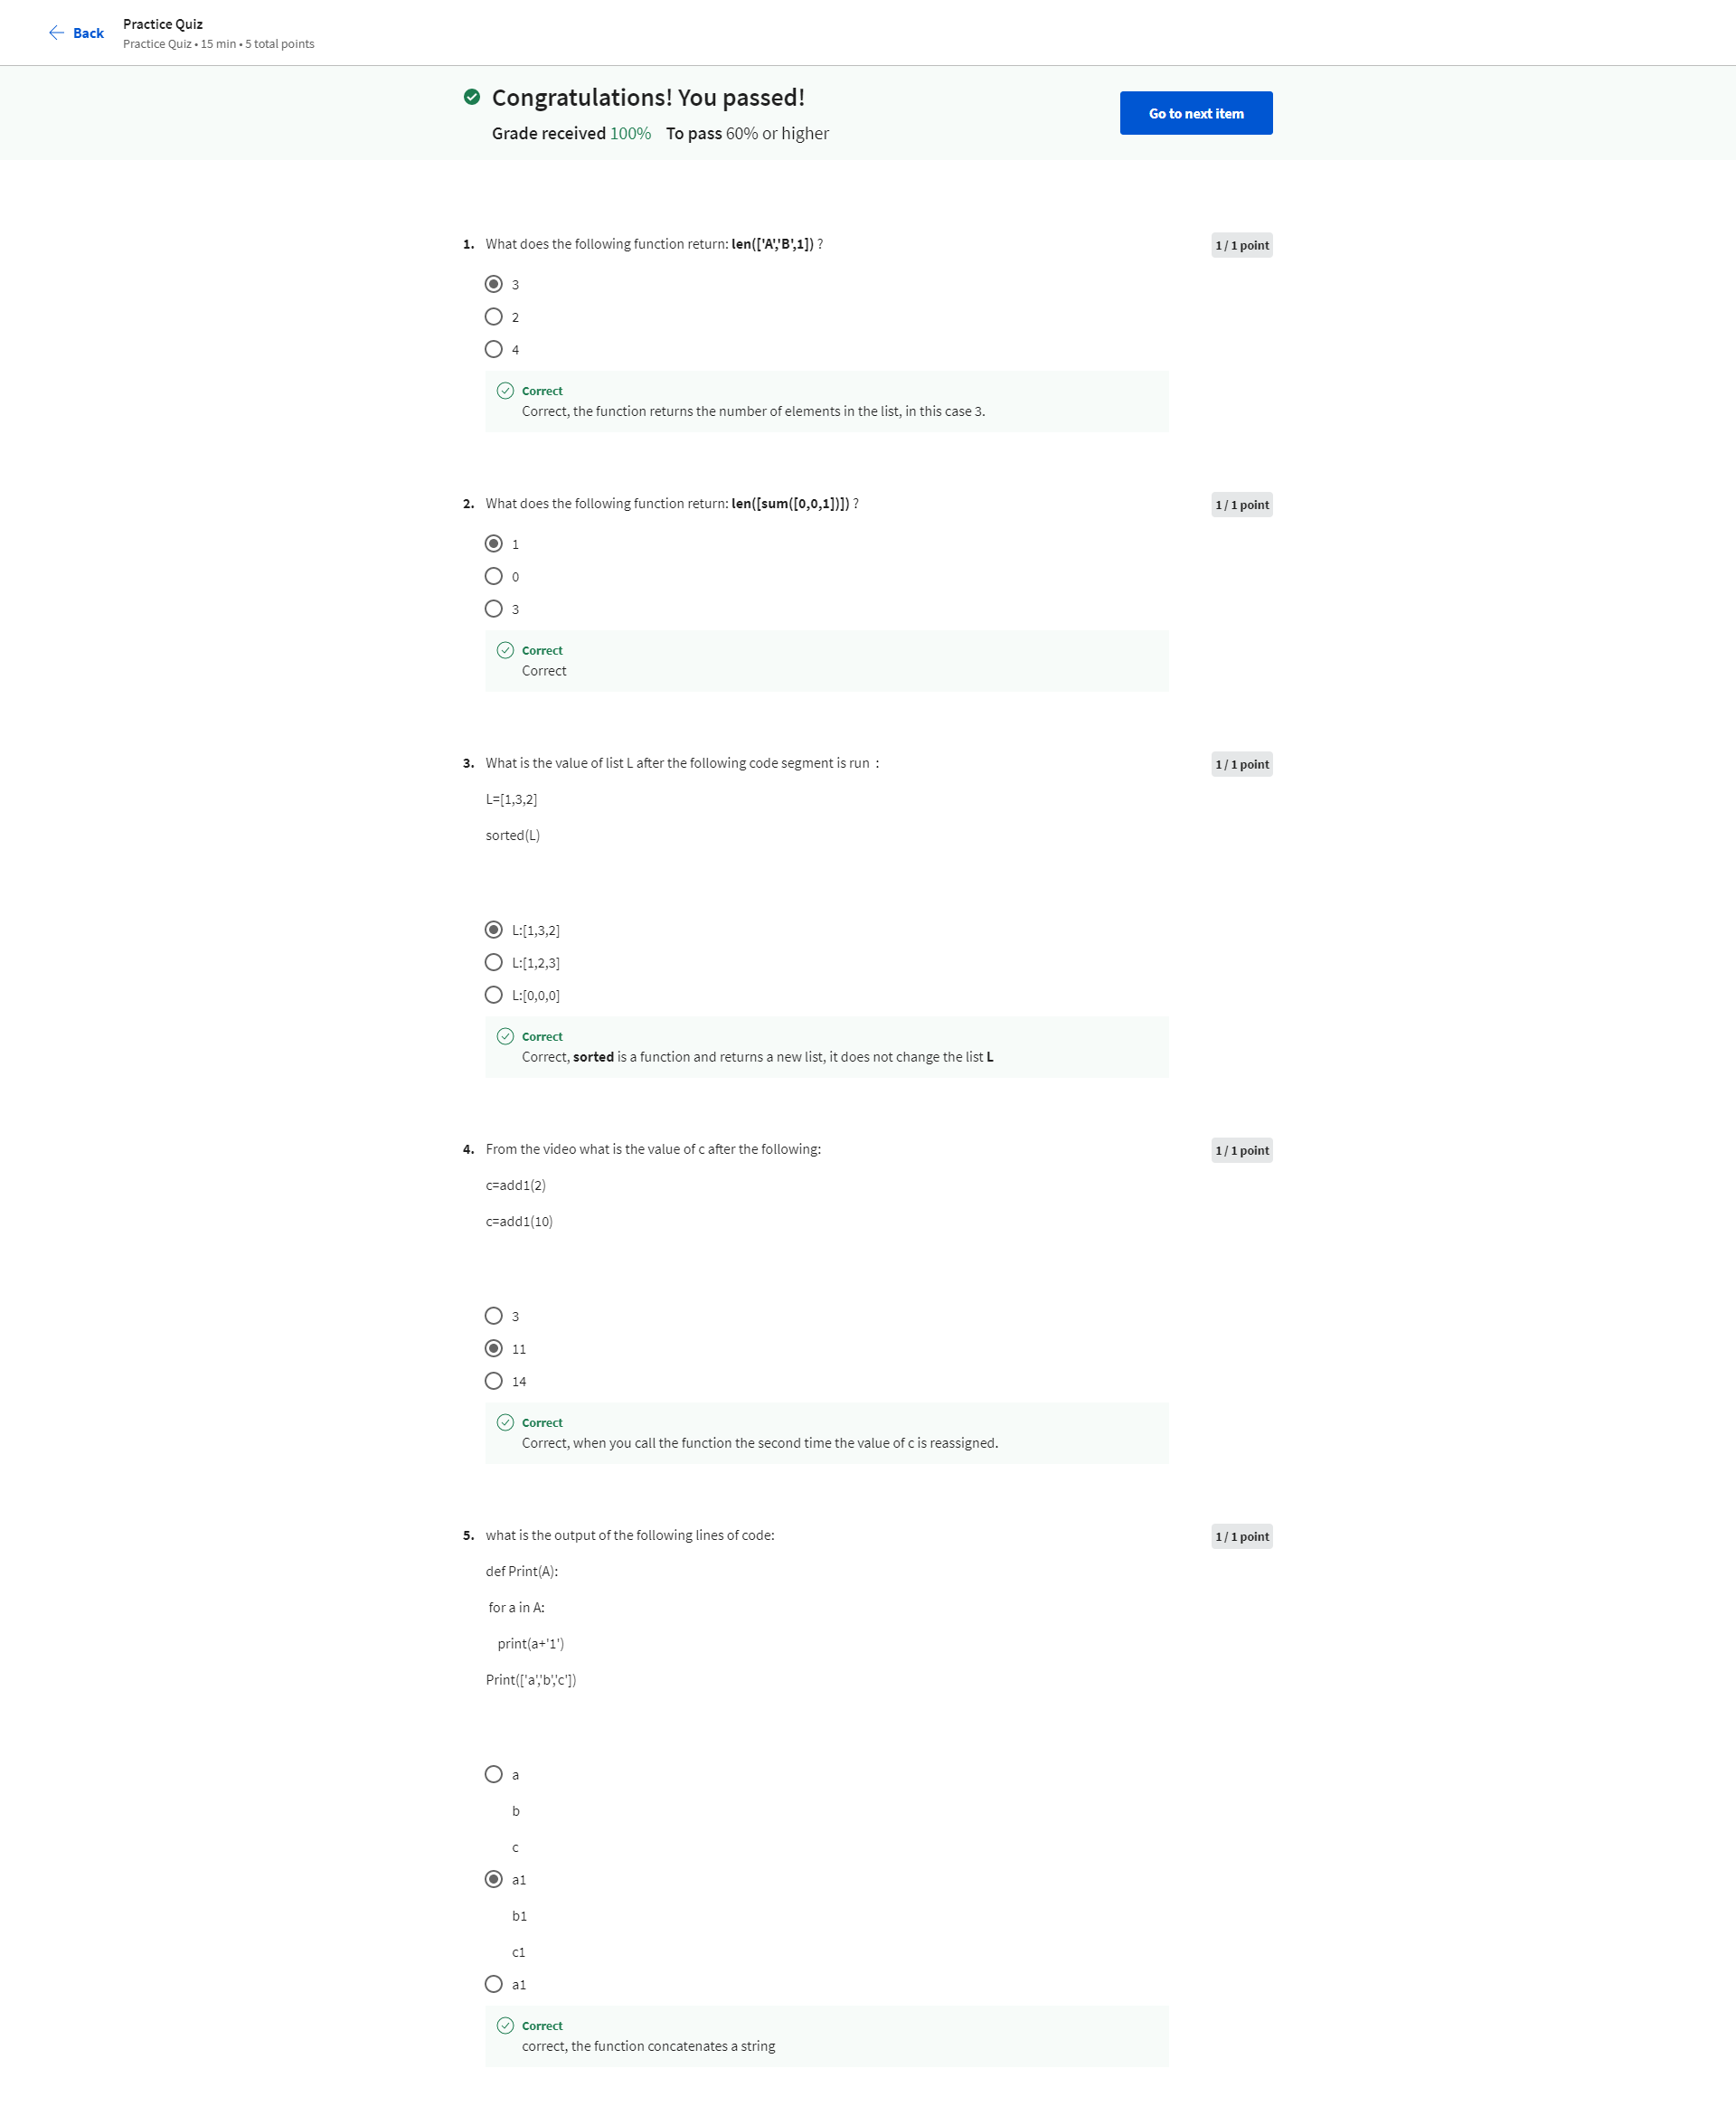 Back
Practice Quiz
Practice Quiz • 15 min • 5 total points
Congratulations! You passed!
Grade received 100% To pass 60% or higher
Go to next item
1. What does the following function return: len(['A','B',1]) ?
1 / 1 point
3
2
4
Correct
Correct, the function returns the number of elements in the list, in this case 3.
2. What does the following function return: len([sum([0,0,1])]) ?
1 / 1 point
1
0
3
Correct
Correct
3. What is the value of list L after the following code segment is run :
1 / 1 point
L=[1,3,2]
sorted(L)
L:[1,3,2]
L:[1,2,3]
L:[0,0,0]
Correct
Correct, sorted is a function and returns a new list, it does not change the list L
4. From the video what is the value of c after the following:
1 / 1 point
c=add1(2)
c=add1(10)
3
11
14
Correct
Correct, when you call the function the second time the value of c is reassigned.
5. what is the output of the following lines of code:
1 / 1 point
def Print(A):
for a in A:
print(a+'1')
Print(['a','b','c'])
a
b
c
a1
b1
c1
a1
Correct
correct, the function concatenates a string